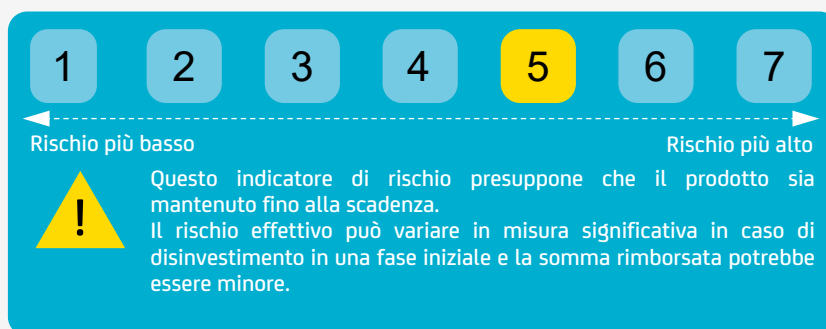 1 2 3 4 5 6 7
Rischio più basso Rischio più alto
!
Questo indicatore di rischio presuppone che il prodotto sia
mantenuto fino alla scadenza.
Il rischio effettivo può variare in misura significativa in caso di
disinvestimento in una fase iniziale e la somma rimborsata potrebbe
essere minore.